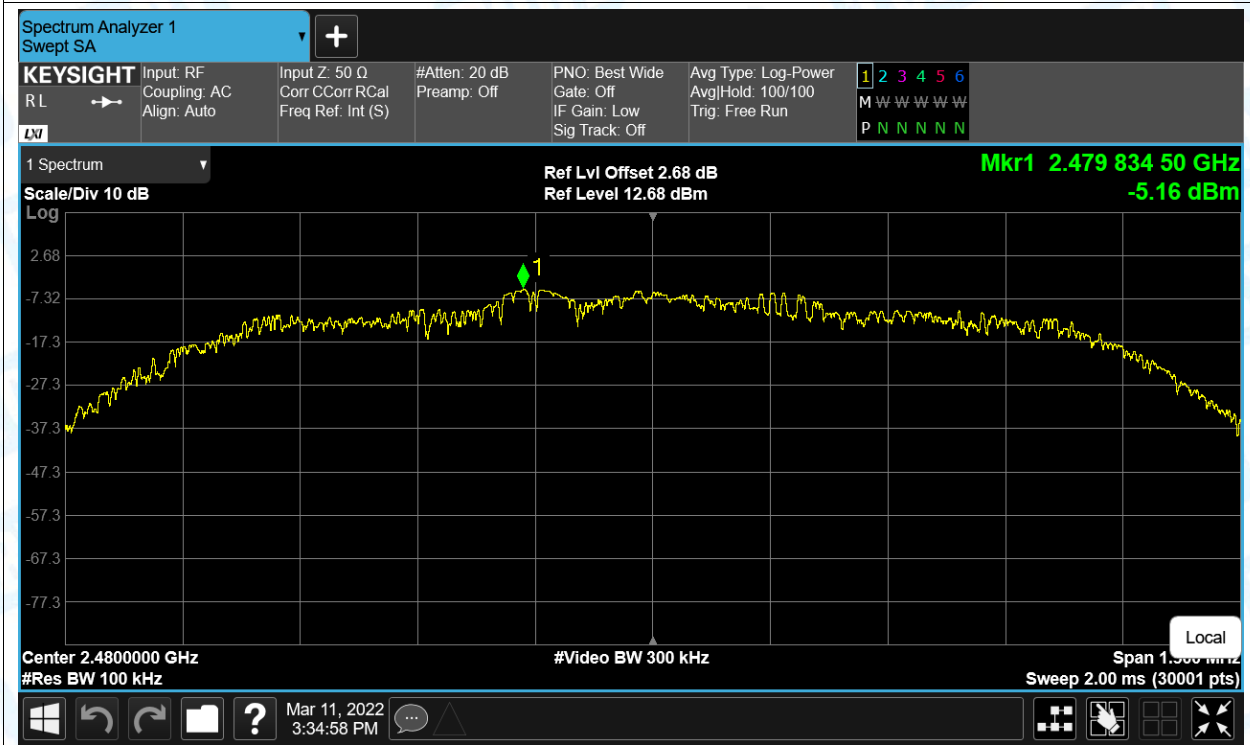 Spectrum Analyzer 1
Swept SA
KEYSIGHT
R L
LXI
Input: RF
Coupling: AC
Align: Auto
Input Z: 50 Ω
Corr CCorr RCal
Freq Ref: Int (S)
#Atten: 20 dB
Preamp: Off
PNO: Best Wide
Gate: Off
IF Gain: Low
Sig Track: Off
Avg Type: Log-Power
Avg|Hold: 100/100
Trig: Free Run
1 2 3 4 5 6
M W W W W W
P N N N N N
1 Spectrum
Scale/Div 10 dB
Log
Ref Lvl Offset 2.68 dB
Ref Level 12.68 dBm
Mkr1 2.479 834 50 GHz
-5.16 dBm
1
2.68
-7.32
-17.3
-27.3
-37.3
-47.3
-57.3
-67.3
-77.3
Local
Center 2.4800000 GHz
#Video BW 300 kHz
Span
#Res BW 100 kHz
Sweep 2.00 ms (30001 pts)
?
Mar 11, 2022
3:34:58 PM